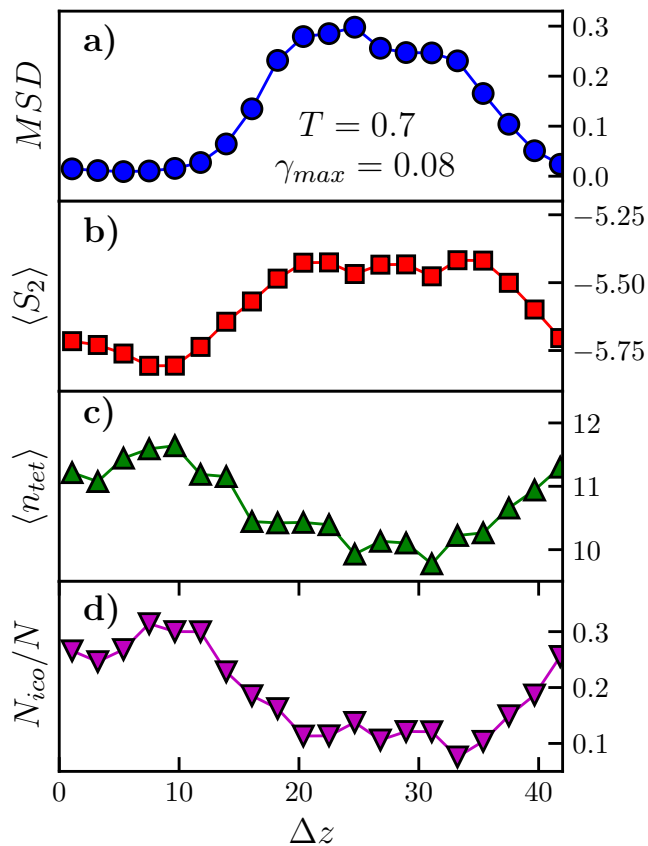 a)
MSD
0.3
0.2
0.1
0.0
T = 0.7
γmax = 0.08
b)
⟨S2⟩
−5.25
−5.50
−5.75
c)
⟨ntet⟩
12
11
10
d)
Nico/N
0.3
0.2
0.1
0 10 20 30 40
Δz